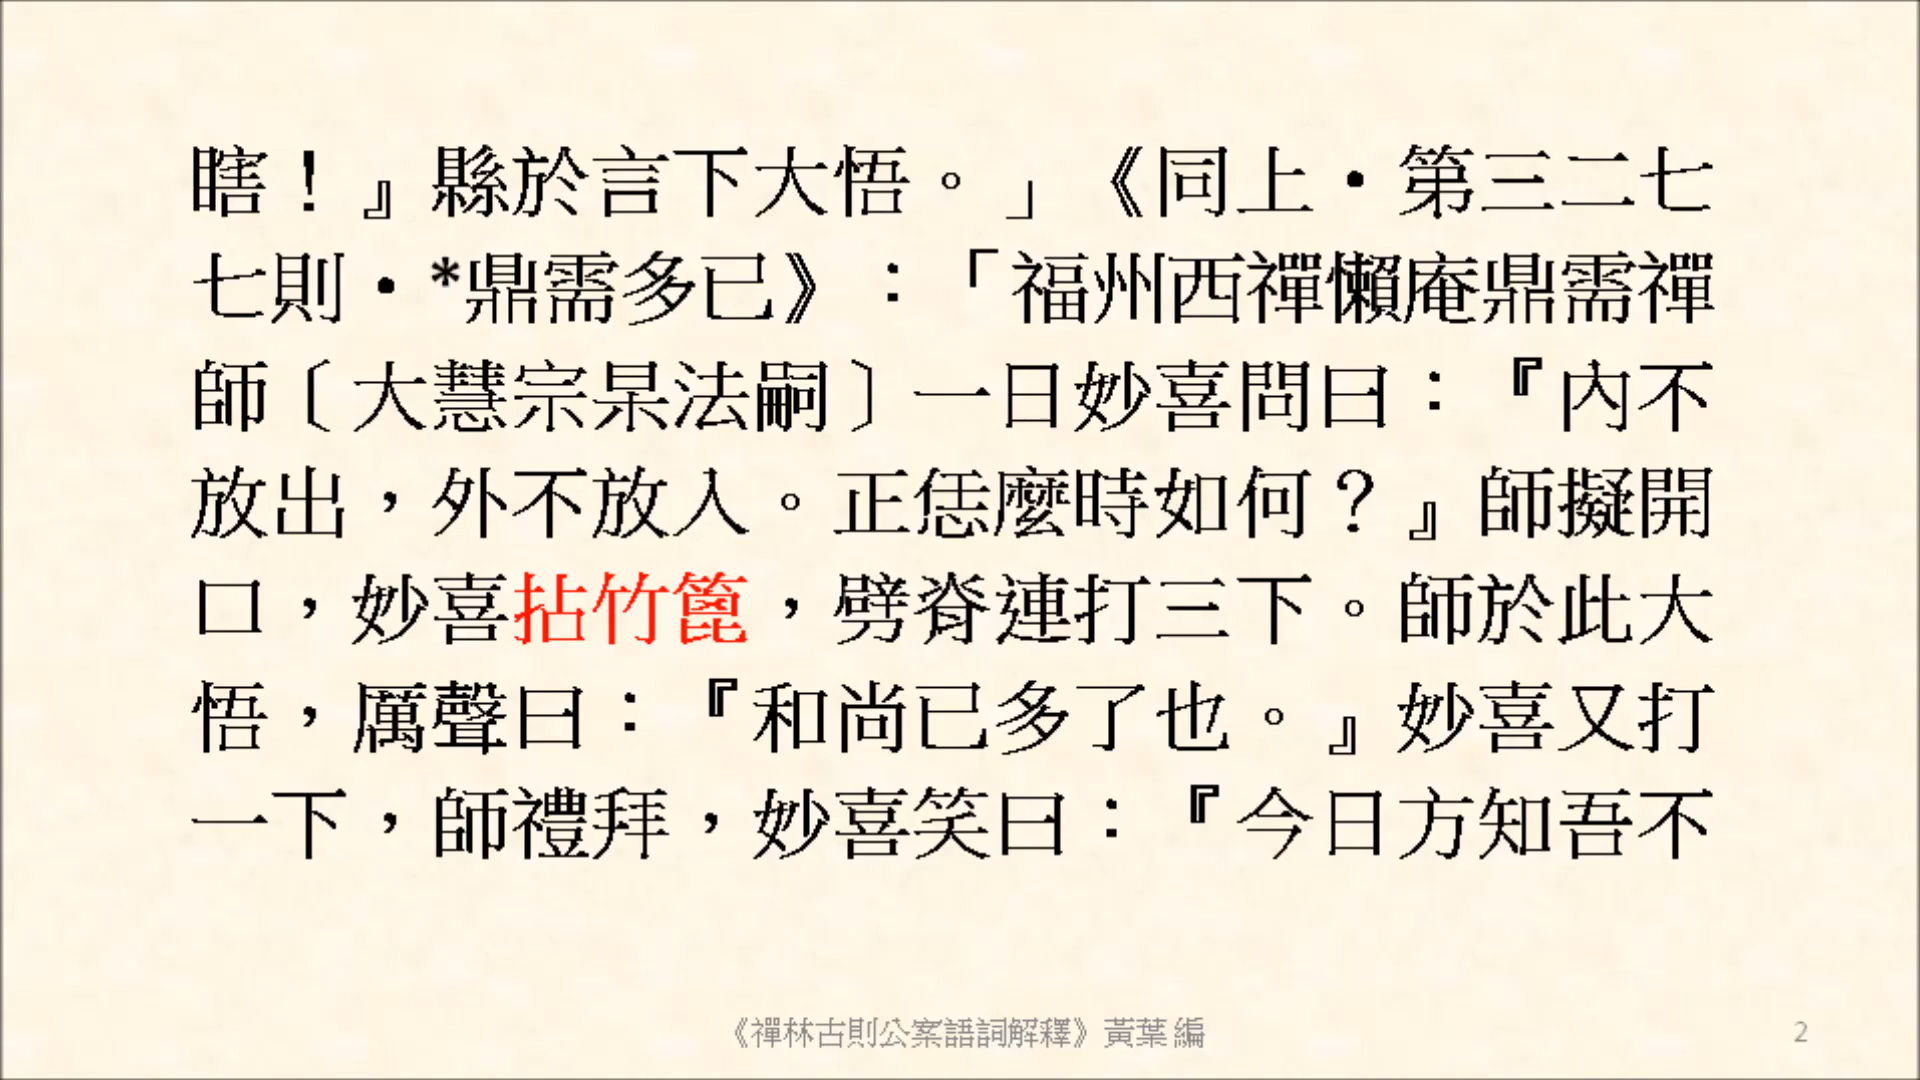 瞎！』縣於言下大悟。」《同上‧第三二七
七則‧*鼎需多已》：「福州西禪懶庵鼎需禪
師〔大慧宗杲法嗣〕一日妙喜問曰：『內不
放出，外不放入。正恁麼時如何？』師擬開
口，妙喜拈竹篦，劈脊連打三下。師於此大
悟，厲聲曰：『和尚已多了也。』妙喜又打
一下，師禮拜，妙喜笑曰：『今日方知吾不
《禪林古則公案語詞解釋》黃葉 編
2